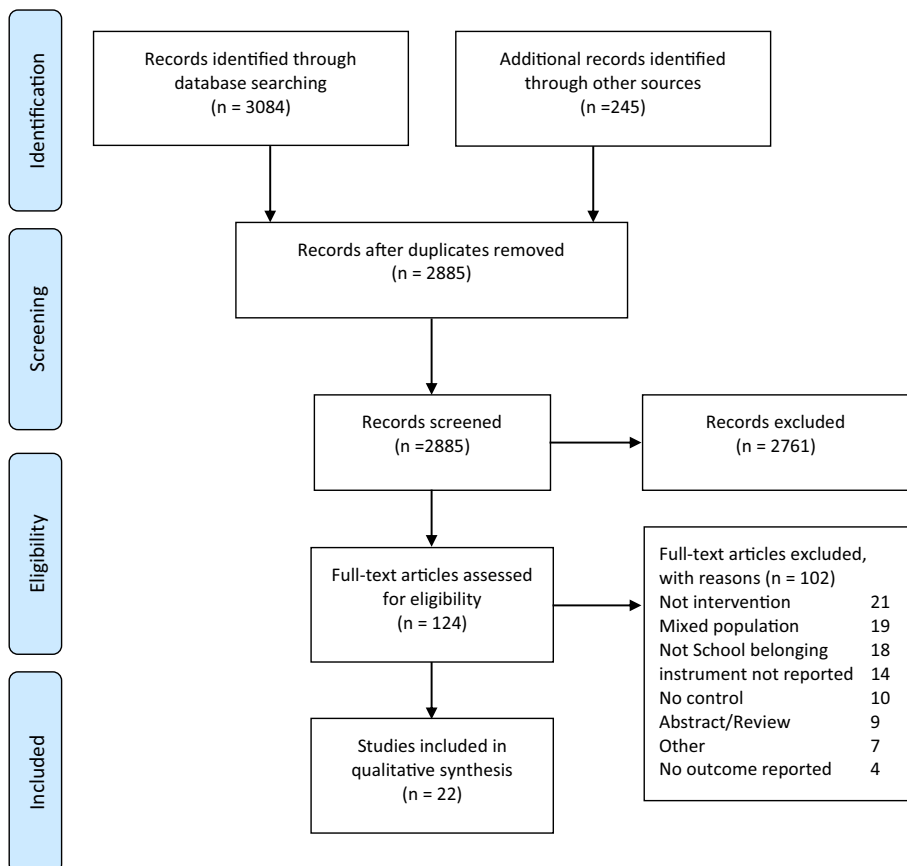 Identification
Records identified through
database searching
(n = 3084)
Additional records identified
through other sources
(n =245)
Screening
Records after duplicates removed
(n = 2885)
Records screened
(n =2885)
Records excluded
(n = 2761)
Eligibility
Full-text articles assessed
for eligibility
(n = 124)
Full-text articles excluded,
with reasons (n = 102)
Not intervention 21
Mixed population 19
Not School belonging 18
instrument not reported 14
No control 10
Abstract/Review 9
Other 7
No outcome reported 4
Included
Studies included in
qualitative synthesis
(n = 22)